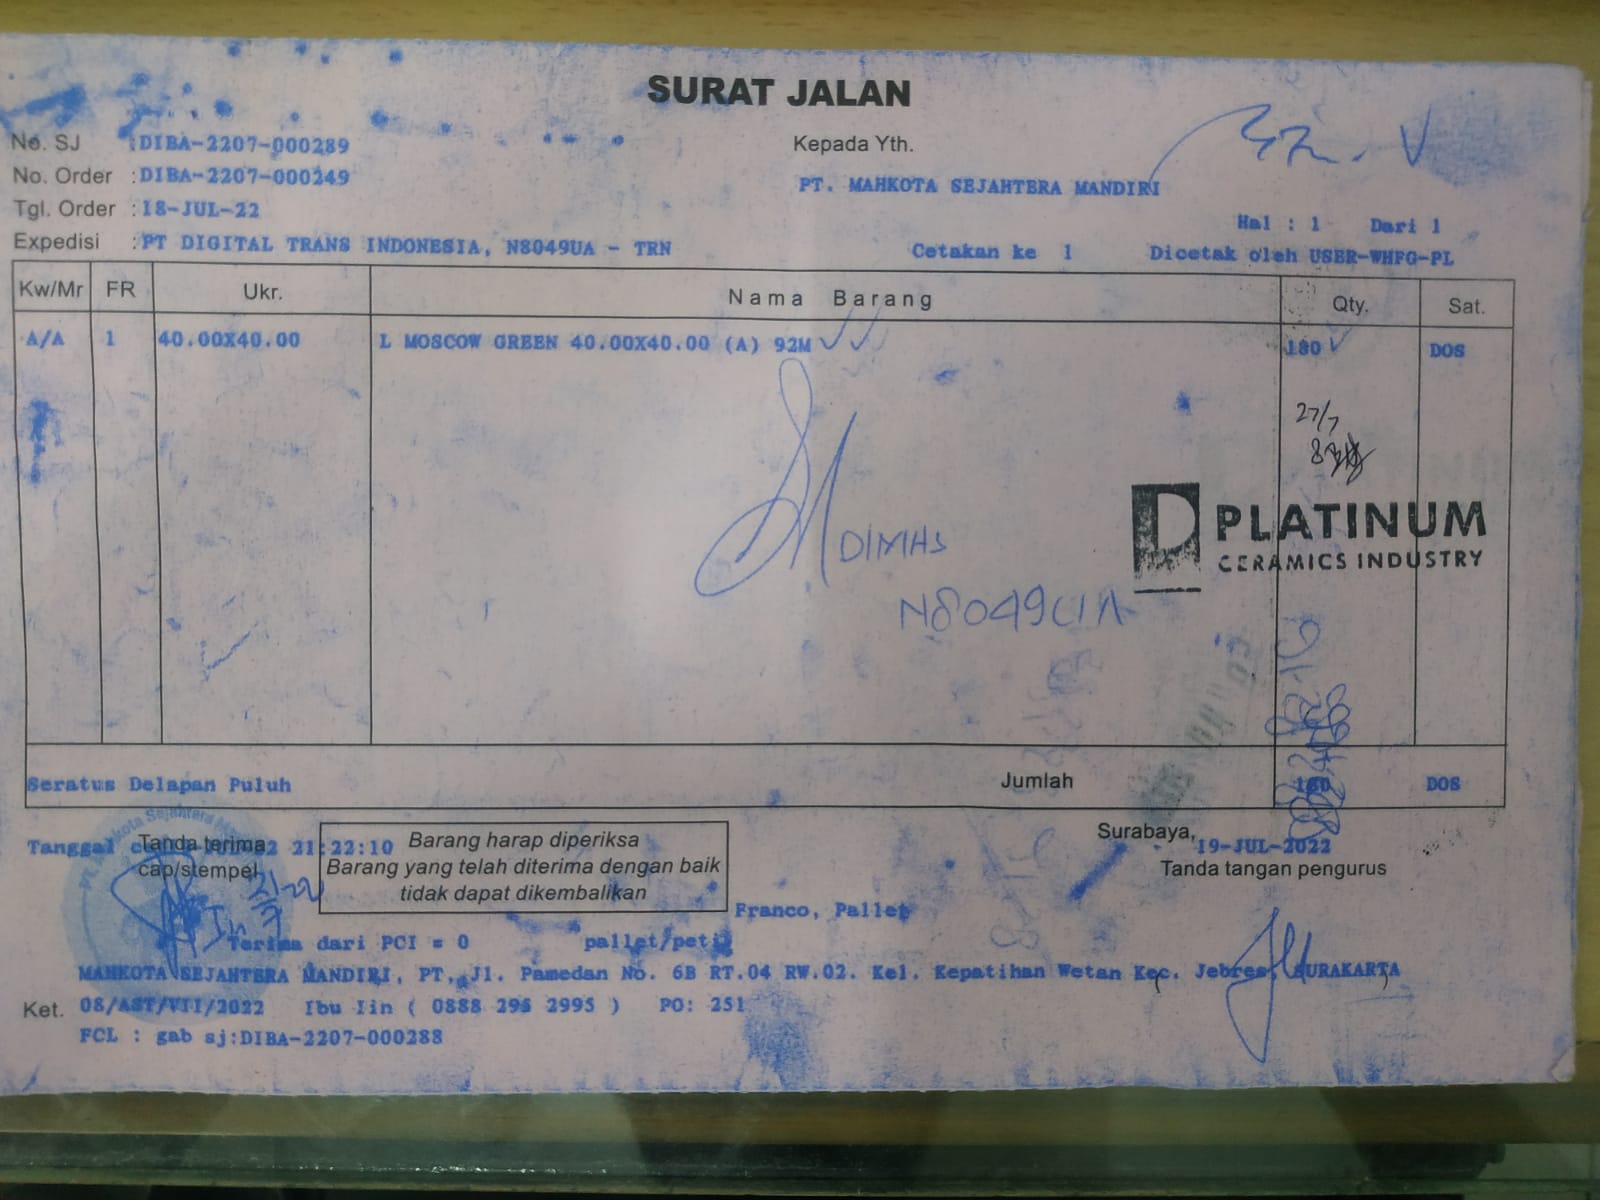 SURAT JALAN
No. SJ :DIBA-2207-000289
Kepada Yth.
No. Order :DIBA-2207-000249
PT. MAHKOTA SEJAHTERA MANDIRI
Tgl. Order :18-JUL-22
Hal : 1 Dari 1
Expedisi :PT DIGITAL TRANS INDONESIA, N8049UA - TRN
Cetakan ke 1 Dicetak oleh USER-WHFG-PL
Kw/Mr FR Ukr. Nama Barang Qty. Sat.
A/A 1 40.00X40.00 L MOSCOW GREEN 40.00X40.00 (A) 92M 180 DOS
27/7
PLATINUM
CERAMICS INDUSTRY
DIMAS
N8049UA
Seratus Delapan Puluh Jumlah 180 DOS
Tanggal 21:22:10
Tanda terima
cap/stempel
Barang harap diperiksa
Barang yang telah diterima dengan baik
tidak dapat dikembalikan
Surabaya, 19-JUL-2022
Tanda tangan pengurus
Franco, Pallet
Terima dari PCI = 0 pallet/peti
MAHKOTA SEJAHTERA MANDIRI, PT, Jl. Pamedan No. 6B RT.04 RW.02. Kel. Kepatihan Wetan Kec. Jebres, SURAKARTA
Ket. 08/AST/VII/2022 Ibu Iin ( 0888 295 2995 ) PO: 251
FCL : gab sj:DIBA-2207-000288